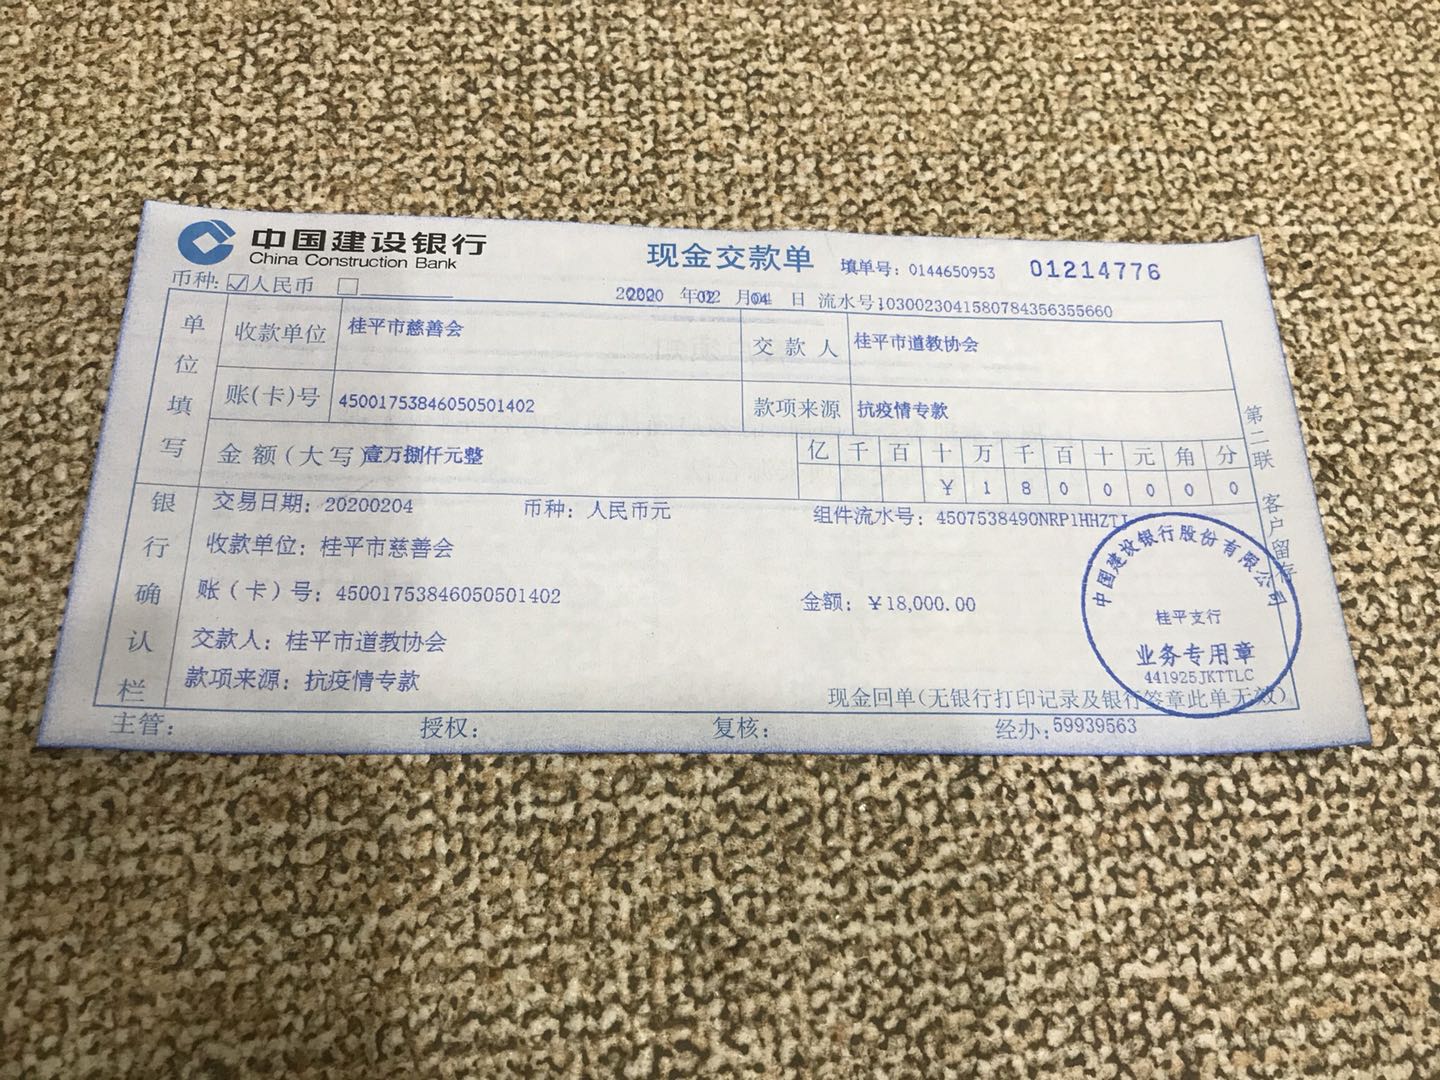 中国建设银行
China Construction Bank
现金交款单
填单号：0144650953 01214776
币种：人民币
2020 年 02 月 04 日 流水号:1030023041580784356355660
单位填写
收款单位 桂平市慈善会 交款人 桂平市道教协会
账(卡)号 45001753846050501402 款项来源 抗疫情专款
金额(大写) 壹万捌仟元整 亿 千 百 十 万 千 百 十 元 角 分
¥ 1 8 0 0 0 0 0
银行确认栏
交易日期：20200204 币种：人民币元 组件流水号：4507538490NRP1HHZTJ
收款单位：桂平市慈善会
账（卡）号：45001753846050501402 金额：￥18,000.00
交款人：桂平市道教协会
款项来源：抗疫情专款
现金回单(无银行打印记录及银行签章此单无效)
主管： 授权： 复核： 经办：59939563
第二联 客户留存
中国建设银行股份有限公司
桂平支行
业务专用章
441925JKTTLC